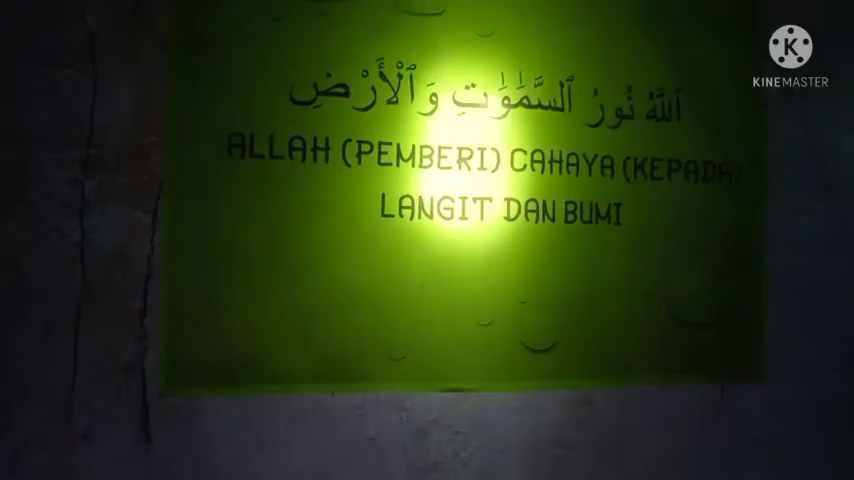 ٱللَّهُ نُورُ ٱلسَّمَٰوَٰتِ وَٱلْأَرْضِ
ALLAH (PEMBERI) CAHAYA (KEPADA)
LANGIT DAN BUMI
K
KINEMASTER